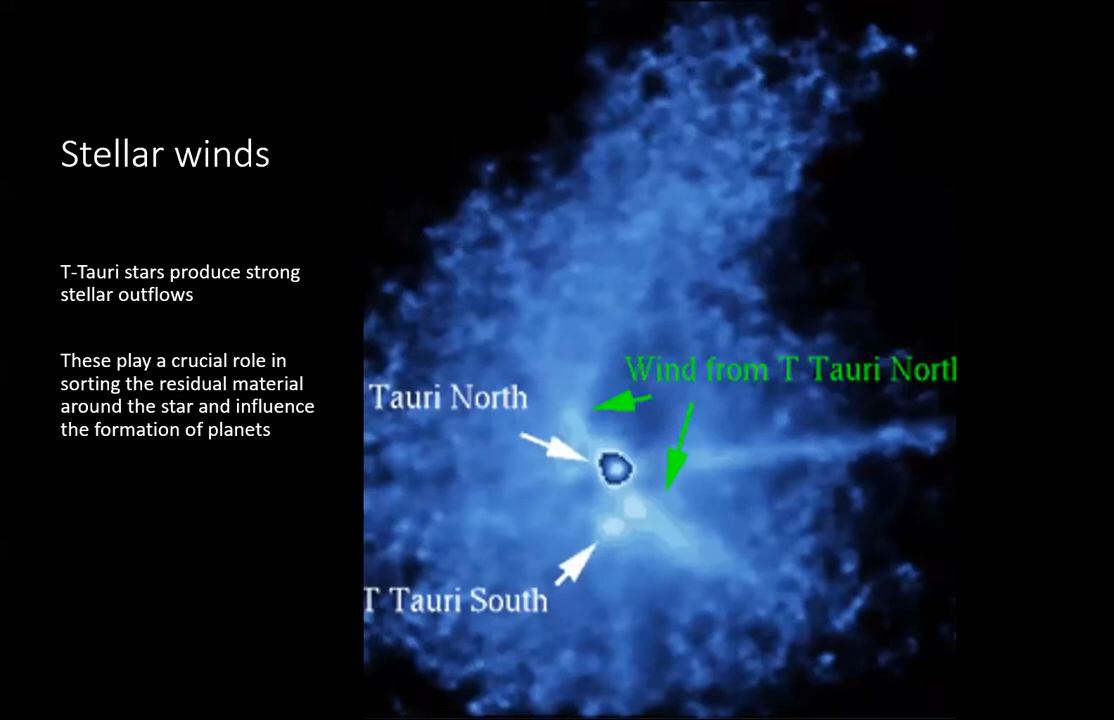 Stellar winds
T-Tauri stars produce strong
stellar outflows
These play a crucial role in
sorting the residual material
around the star and influence
the formation of planets
Wind from T Tauri Nortl
Tauri North
T Tauri South